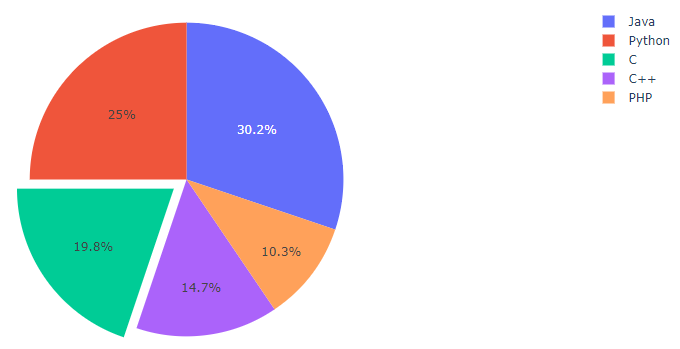 Java
Python
C
C++
PHP
25%
30.2%
19.8%
10.3%
14.7%